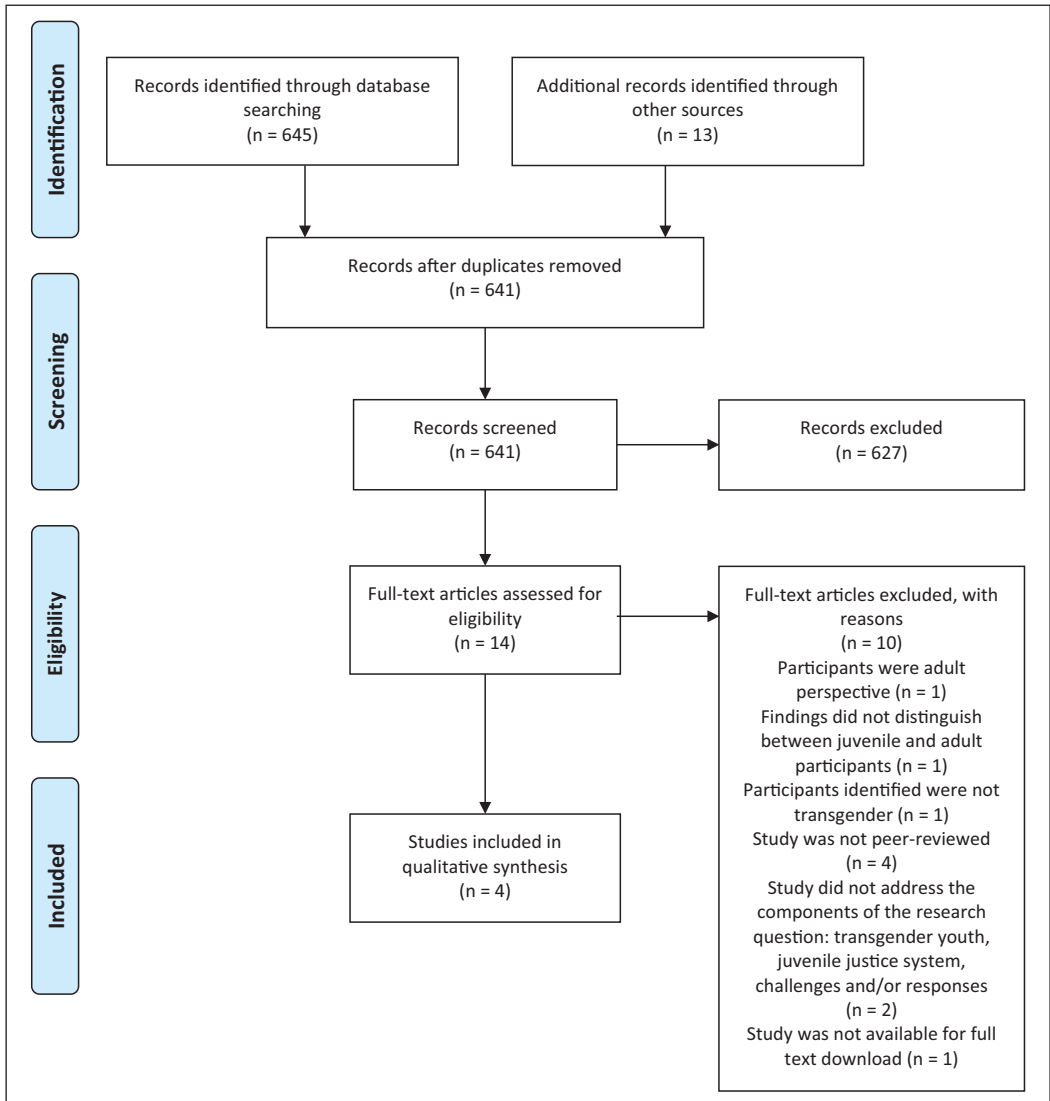 Identification
Records identified through database
searching
(n = 645)
Additional records identified through
other sources
(n = 13)
Records after duplicates removed
(n = 641)
Screening
Records screened
(n = 641)
Records excluded
(n = 627)
Eligibility
Full-text articles assessed for
eligibility
(n = 14)
Full-text articles excluded, with
reasons
(n = 10)
Participants were adult
perspective (n = 1)
Findings did not distinguish
between juvenile and adult
participants (n = 1)
Participants identified were not
transgender (n = 1)
Study was not peer-reviewed
(n = 4)
Study did not address the
components of the research
question: transgender youth,
juvenile justice system,
challenges and/or responses
(n = 2)
Study was not available for full
text download (n = 1)
Included
Studies included in
qualitative synthesis
(n = 4)